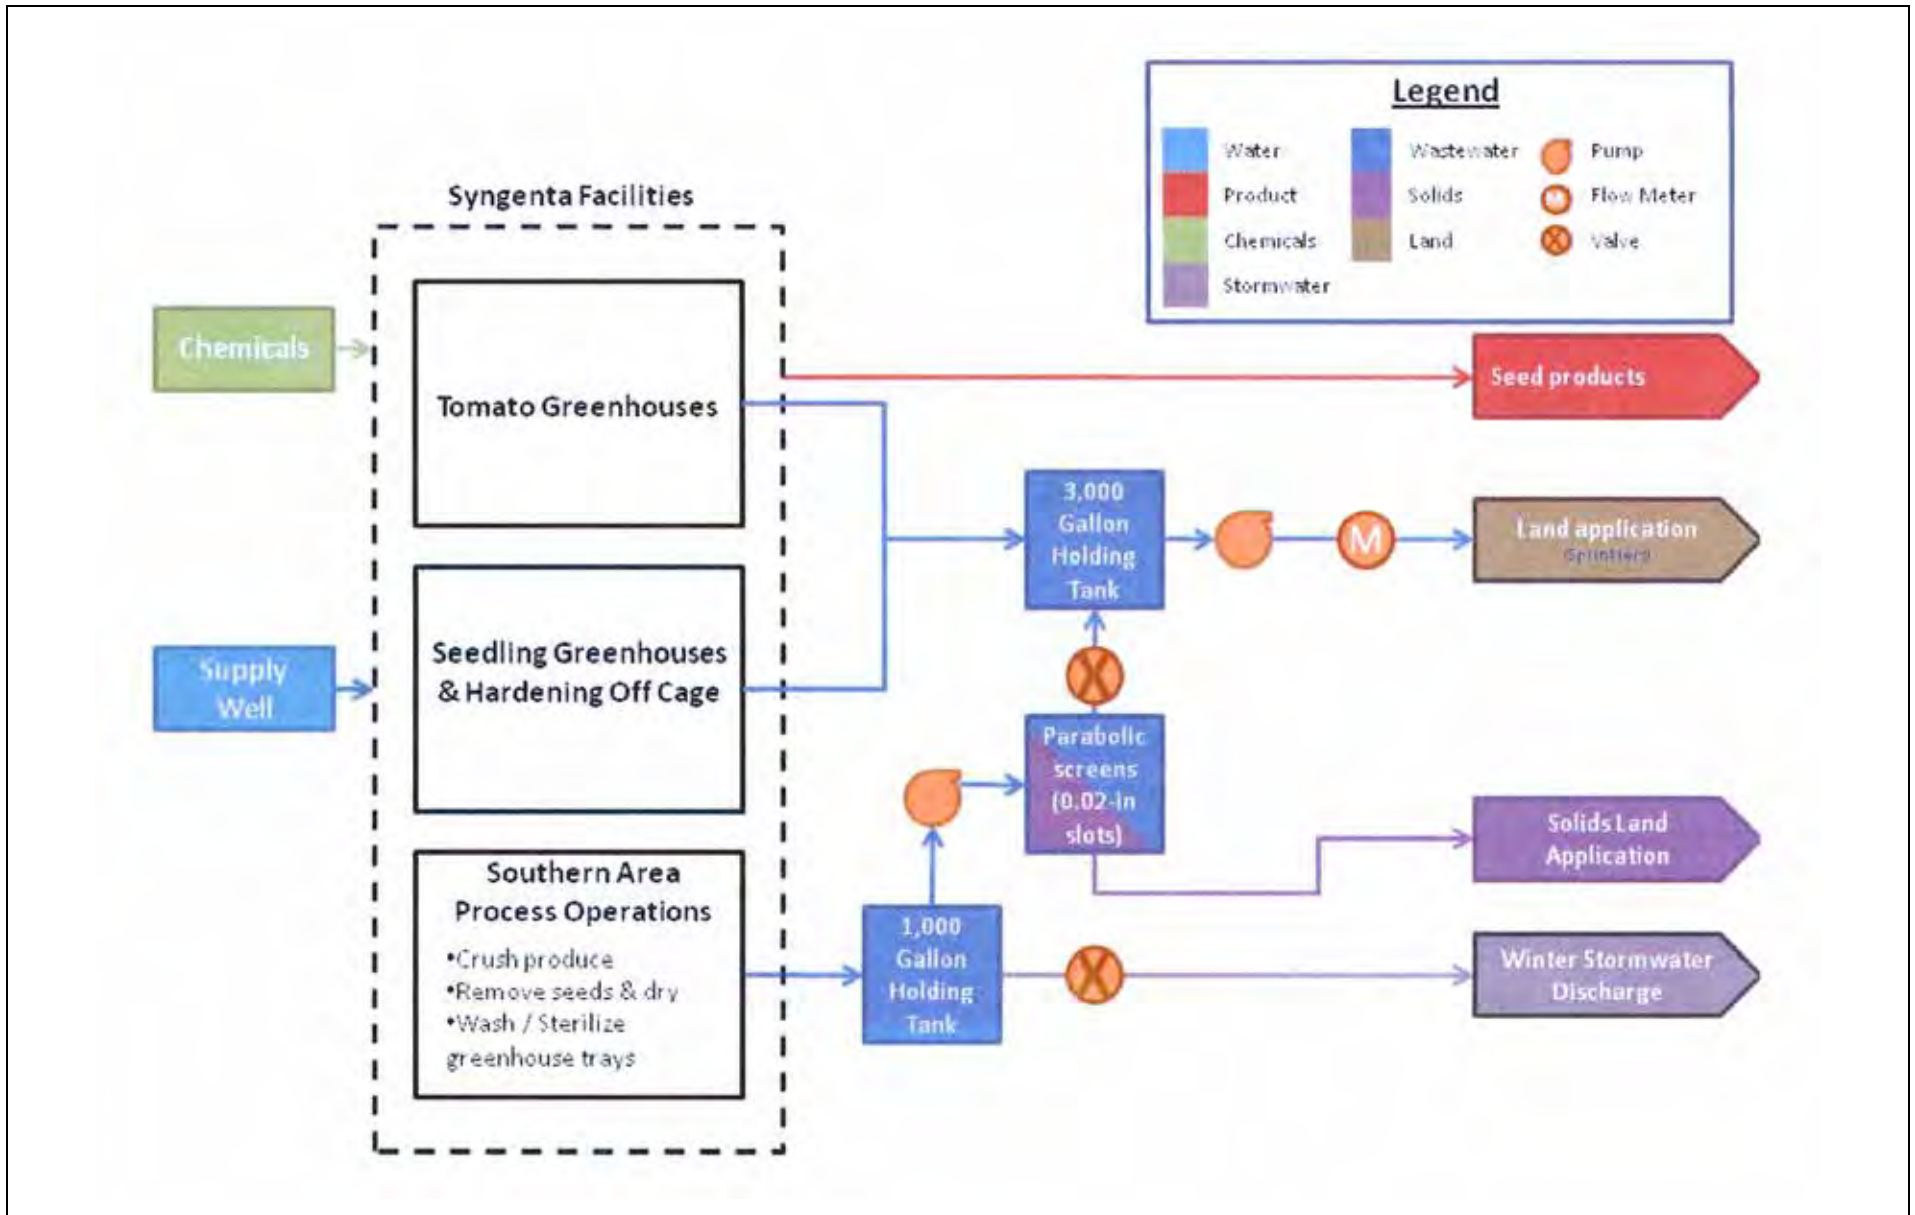 Legend
Water
Wastewater
Pump
Product
Solids
Flow Meter
M
Chemicals
Land
Valve
Stormwater
Syngenta Facilities
Chemicals
Tomato Greenhouses
Seed products
3,000
Gallon
Holding
Tank
M
Land application
(Sprinklers)
Supply
Well
Seedling Greenhouses
& Hardening Off Cage
Parabolic
screens
(0.02-in
slots)
Solids Land
Application
Southern Area
Process Operations
•Crush produce
•Remove seeds & dry
•Wash / Sterilize
greenhouse trays
1,000
Gallon
Holding
Tank
Winter Stormwater
Discharge